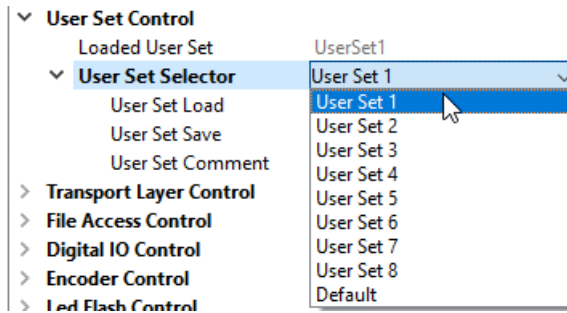 User Set Control
Loaded User Set UserSet1
User Set Selector User Set 1
User Set Load User Set 1
User Set Save User Set 2
User Set Comment User Set 3
Transport Layer Control User Set 4
File Access Control User Set 5
Digital IO Control User Set 6
Encoder Control User Set 7
Led Flash Control User Set 8
Default